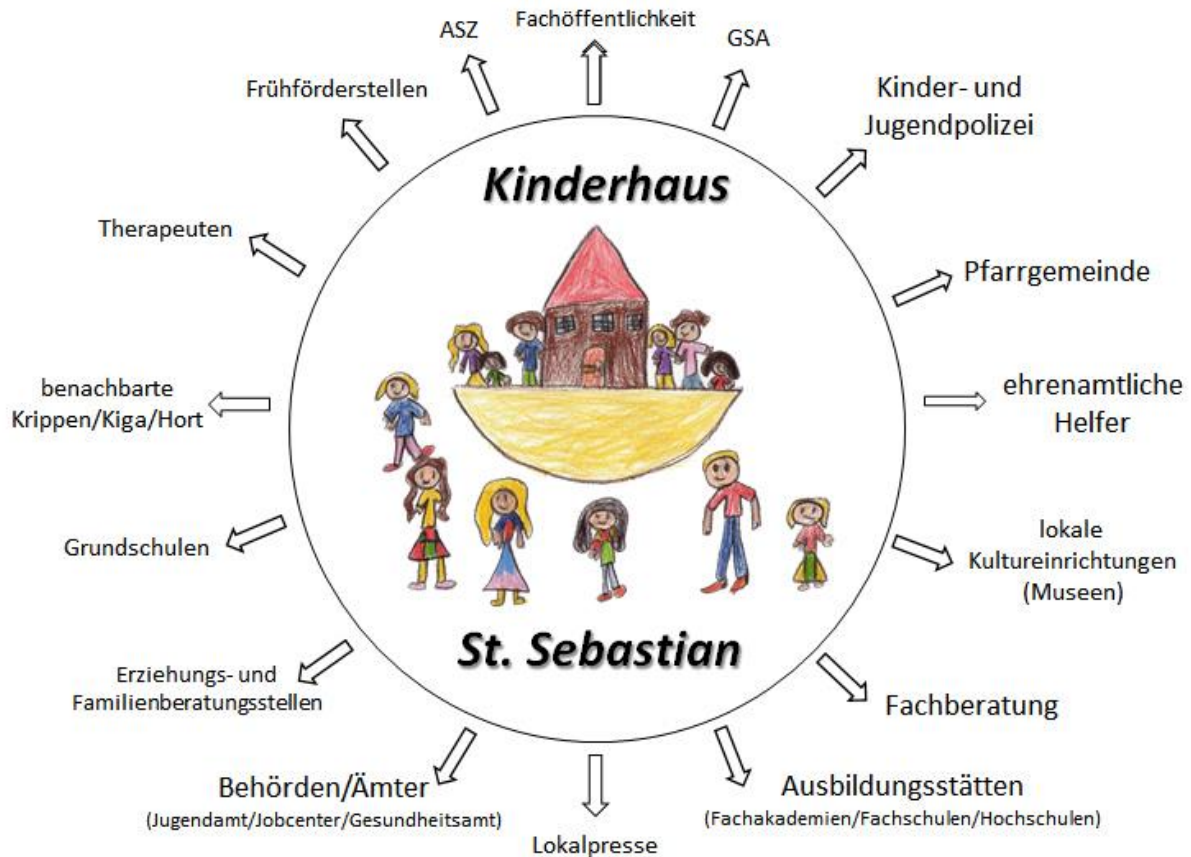 Fachöffentlichkeit
ASZ
GSA
Frühförderstellen
Kinder- und
Jugendpolizei
Kinderhaus
Therapeuten
Pfarrgemeinde
benachbarte
Krippen/Kiga/Hort
ehrenamtliche
Helfer
Grundschulen
lokale
Kultureinrichtungen
(Museen)
St. Sebastian
Erziehungs- und
Familienberatungsstellen
Fachberatung
Behörden/Ämter
(Jugendamt/Jobcenter/Gesundheitsamt)
Ausbildungsstätten
(Fachakademien/Fachschulen/Hochschulen)
Lokalpresse